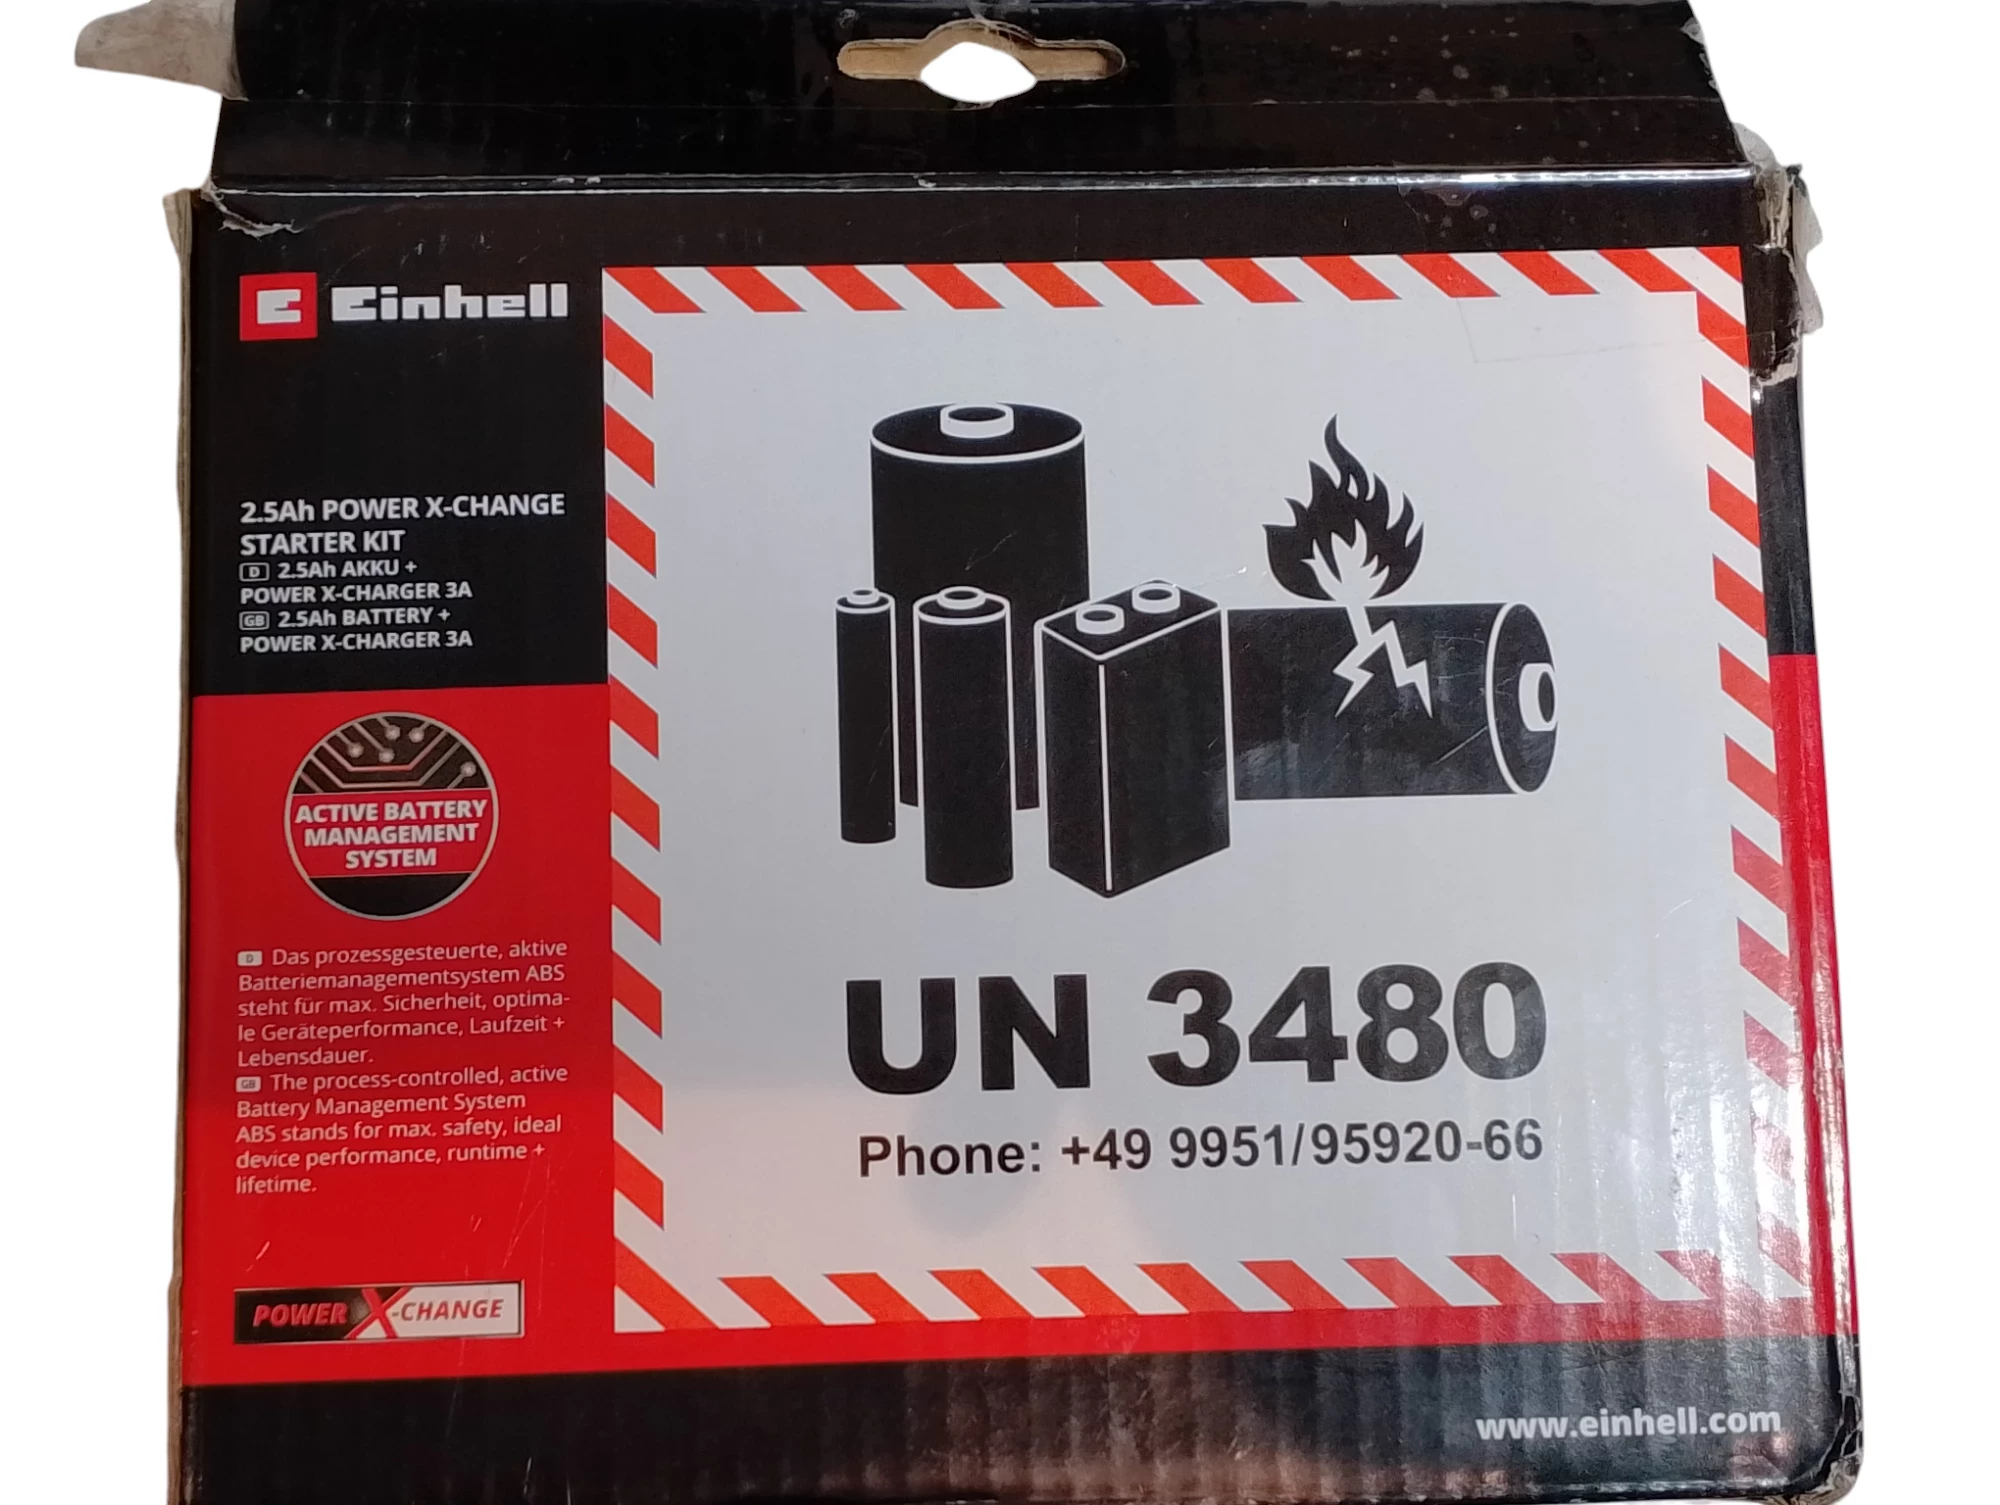 Einhell
2.5Ah POWER X-CHANGE
STARTER KIT
D 2.5Ah AKKU +
POWER X-CHARGER 3A
GB 2.5Ah BATTERY +
POWER X-CHARGER 3A
ACTIVE BATTERY
MANAGEMENT
SYSTEM
D Das prozessgesteuerte, aktive
Batteriemanagementsystem ABS
steht für max. Sicherheit, optima-
le Geräteperformance, Laufzeit +
Lebensdauer.
GB The process-controlled, active
Battery Management System
ABS stands for max. safety, ideal
device performance, runtime +
lifetime.
POWER X-CHANGE
UN 3480
Phone: +49 9951/95920-66
www.einhell.com